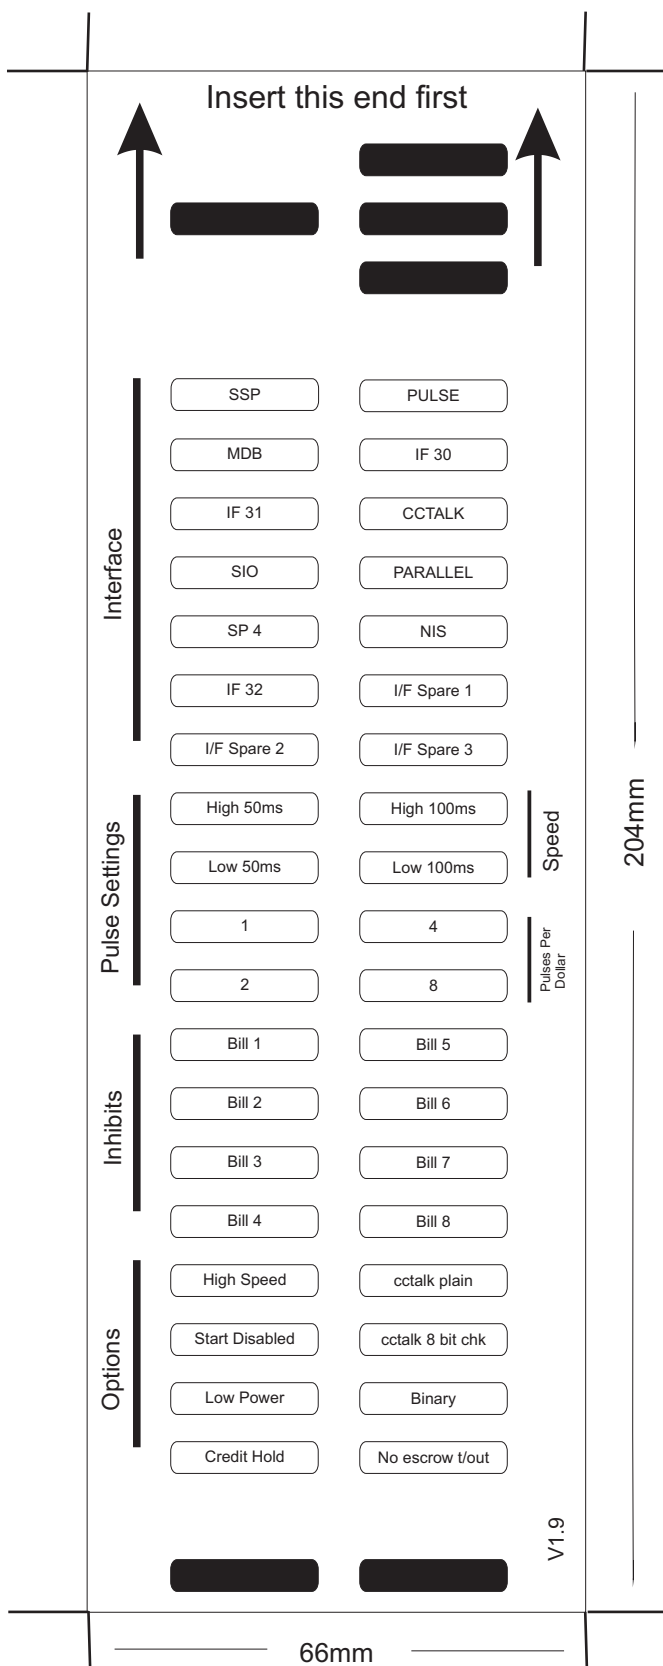 Insert this end first
Interface
SSP PULSE
MDB IF 30
IF 31 CCTALK
SIO PARALLEL
SP 4 NIS
IF 32 I/F Spare 1
I/F Spare 2 I/F Spare 3
Pulse Settings
High 50ms High 100ms
Low 50ms Low 100ms
Speed
1 4
2 8
Pulses Per
Dollar
Inhibits
Bill 1 Bill 5
Bill 2 Bill 6
Bill 3 Bill 7
Bill 4 Bill 8
Options
High Speed cctalk plain
Start Disabled cctalk 8 bit chk
Low Power Binary
Credit Hold No escrow t/out
V1.9
204mm
66mm